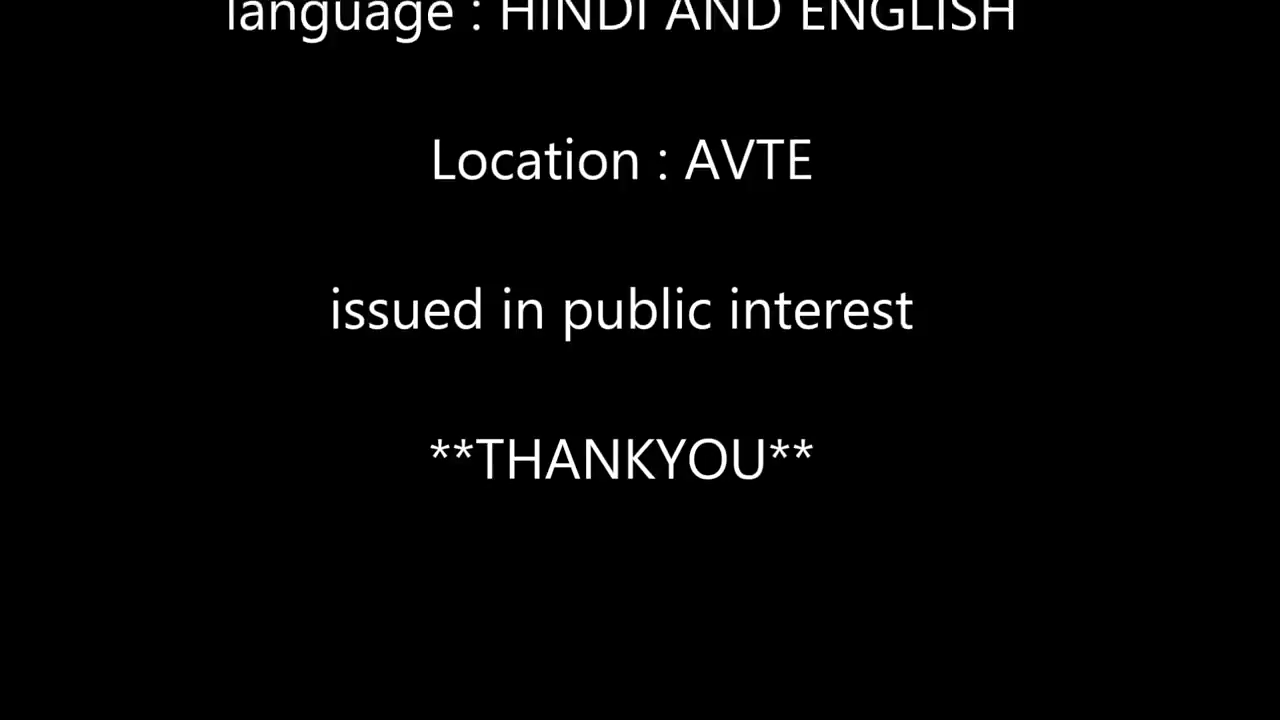 language : HINDI AND ENGLISH
Location : AVTE
issued in public interest
**THANKYOU**